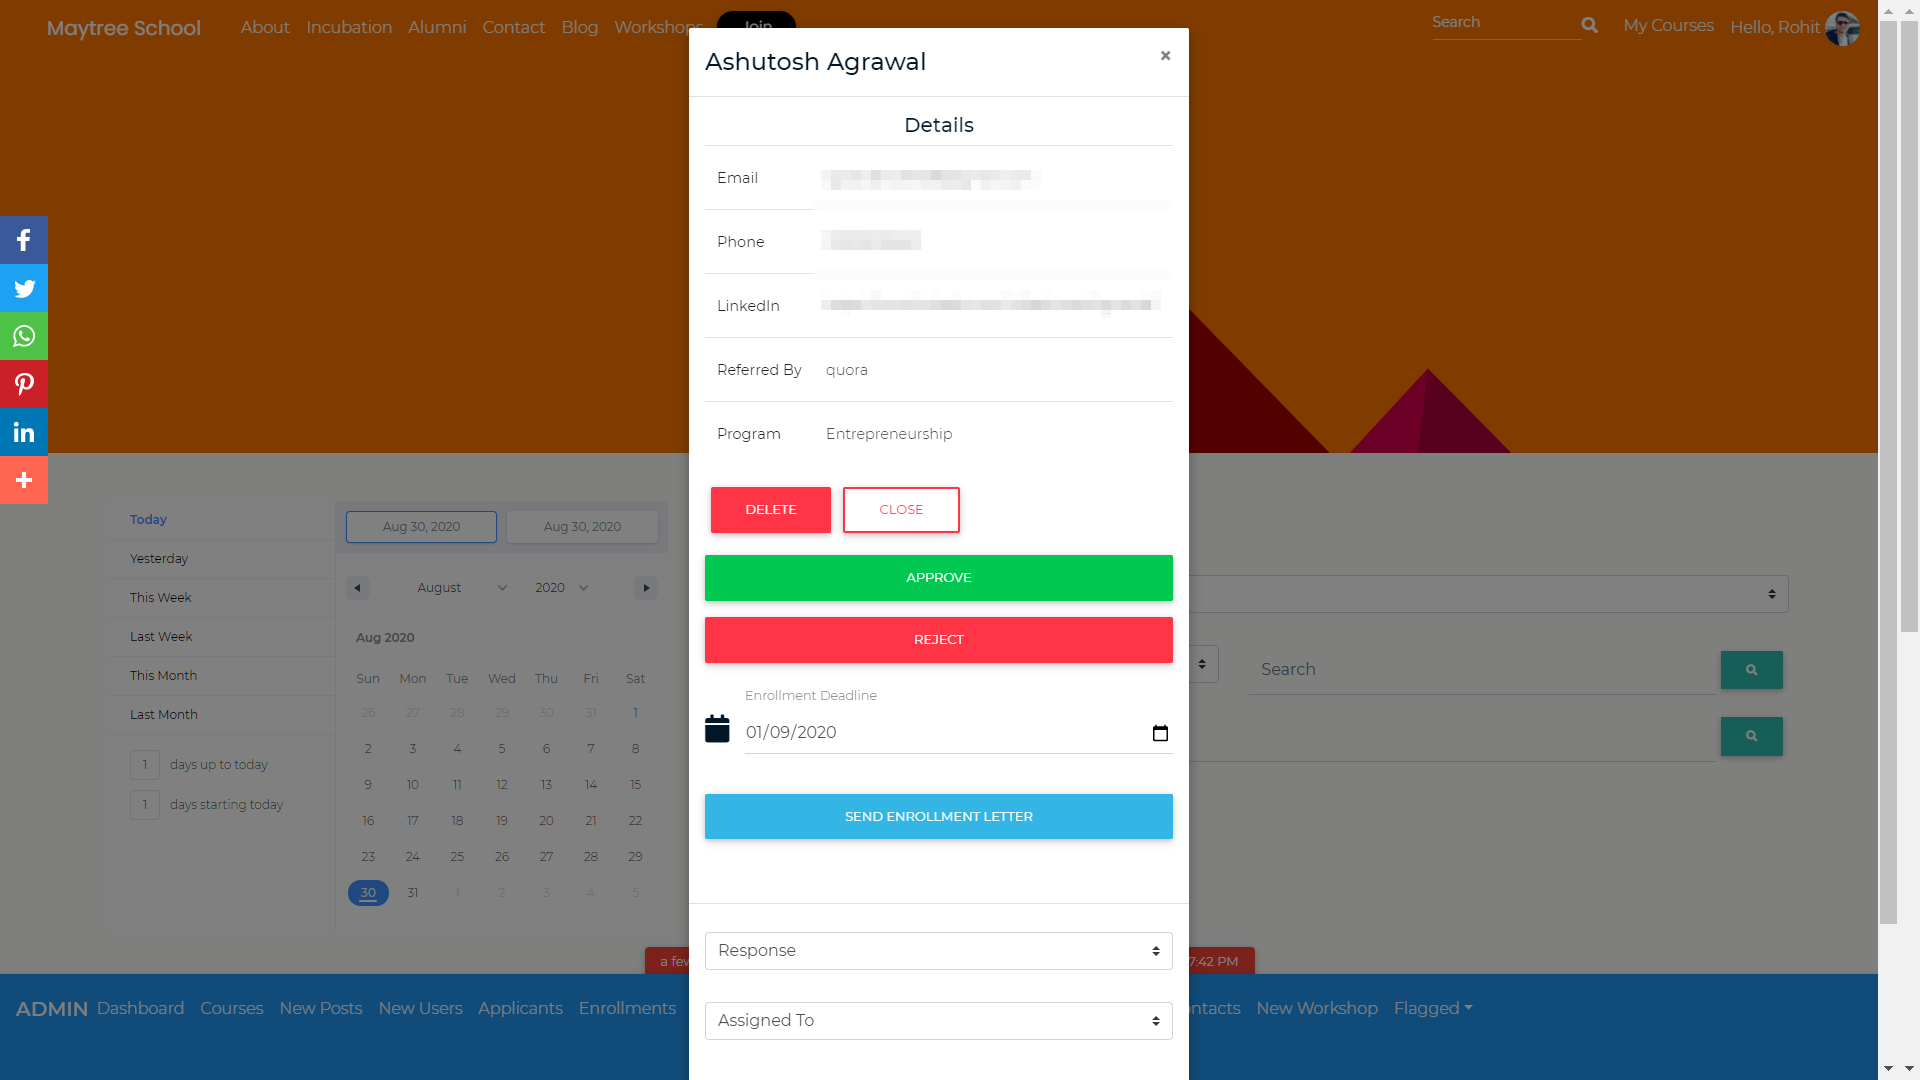 Maytree School
About Incubation Alumni Contact Blog Workshops Join
Search
My Courses
Hello, Rohit
Ashutosh Agrawal
×
Details
Email
Phone
LinkedIn
Referred By quora
Program Entrepreneurship
DELETE CLOSE
APPROVE
REJECT
Enrollment Deadline
01/09/2020
SEND ENROLLMENT LETTER
Response
Assigned To
Today
Yesterday
This Week
Last Week
This Month
Last Month
1 days up to today
1 days starting today
Aug 30, 2020 Aug 30, 2020
August 2020
Aug 2020
Sun Mon Tue Wed Thu Fri Sat
26 27 28 29 30 31 1
2 3 4 5 6 7 8
9 10 11 12 13 14 15
16 17 18 19 20 21 22
23 24 25 26 27 28 29
30 31 1 2 3 4 5
Search
a few
7:42 PM
ADMIN Dashboard Courses New Posts New Users Applicants Enrollments
ntacts New Workshop Flagged